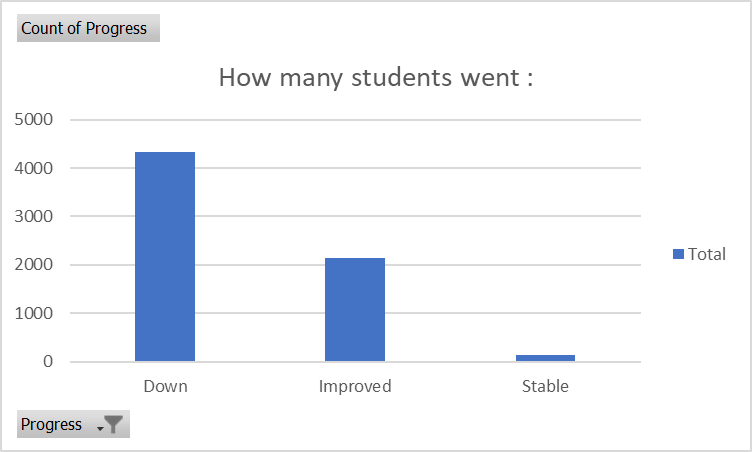 Count of Progress
How many students went :
5000
4000
3000
2000
1000
0
Down Improved Stable
Total
Progress